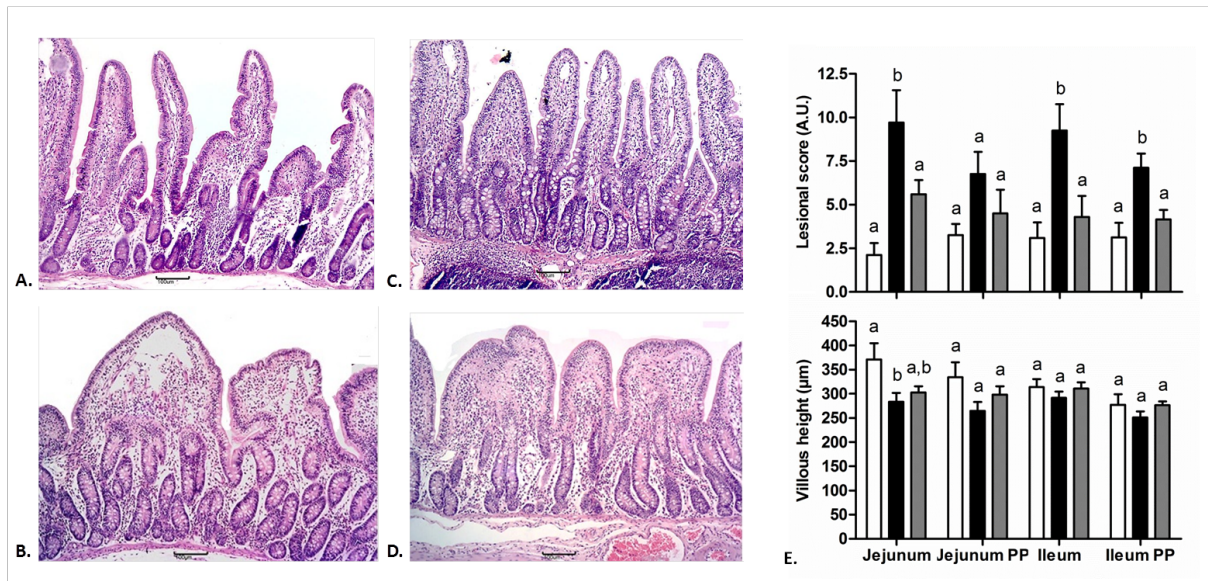 A.
100um
B.
C.
D.
E.
Lesional score (A.U.)
12.5
10.0
7.5
5.0
2.5
0.0
a b a
a a a
a b a
a b a
Villous height (µm)
450
400
350
300
250
200
150
100
50
0
a b a,b
a a a
a a a
a a a
Jejunum Jejunum PP Ileum Ileum PP